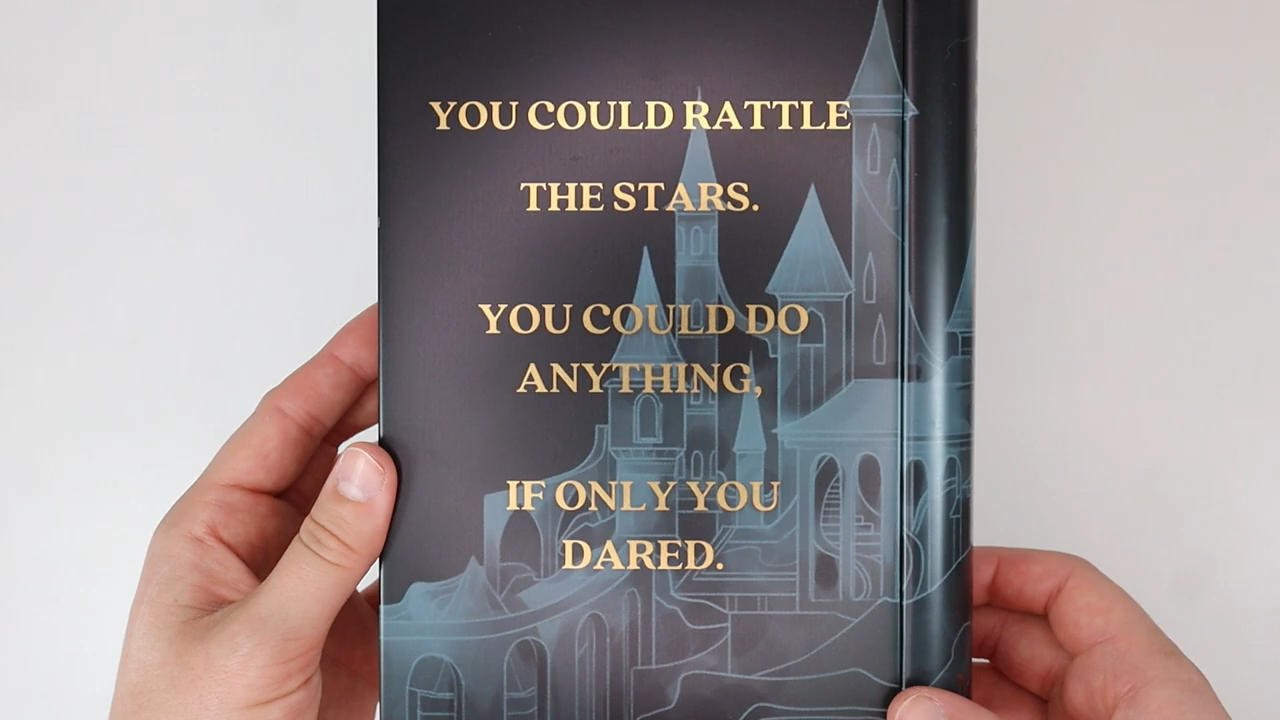 YOU COULD RATTLE
THE STARS.
YOU COULD DO
ANYTHING,
IF ONLY YOU
DARED.